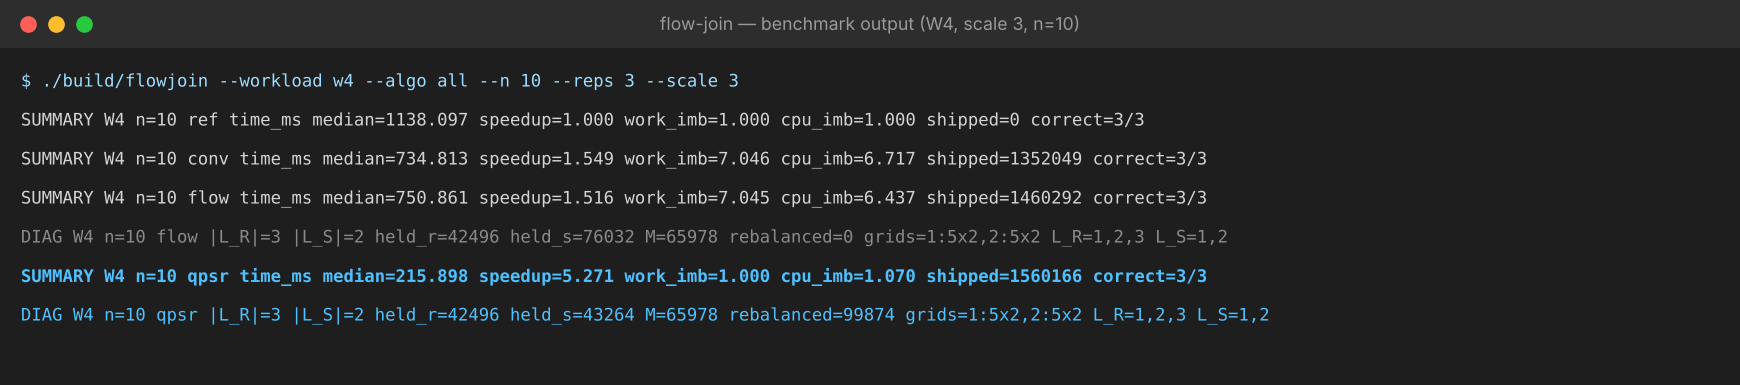 flow-join — benchmark output (W4, scale 3, n=10)
$ ./build/flowjoin --workload w4 --algo all --n 10 --reps 3 --scale 3
SUMMARY W4 n=10 ref time_ms median=1138.097 speedup=1.000 work_imb=1.000 cpu_imb=1.000 shipped=0 correct=3/3
SUMMARY W4 n=10 conv time_ms median=734.813 speedup=1.549 work_imb=7.046 cpu_imb=6.717 shipped=1352049 correct=3/3
SUMMARY W4 n=10 flow time_ms median=750.861 speedup=1.516 work_imb=7.045 cpu_imb=6.437 shipped=1460292 correct=3/3
DIAG W4 n=10 flow |L_R|=3 |L_S|=2 held_r=42496 held_s=76032 M=65978 rebalanced=0 grids=1:5x2,2:5x2 L_R=1,2,3 L_S=1,2
SUMMARY W4 n=10 qpsr time_ms median=215.898 speedup=5.271 work_imb=1.000 cpu_imb=1.070 shipped=1560166 correct=3/3
DIAG W4 n=10 qpsr |L_R|=3 |L_S|=2 held_r=42496 held_s=43264 M=65978 rebalanced=99874 grids=1:5x2,2:5x2 L_R=1,2,3 L_S=1,2